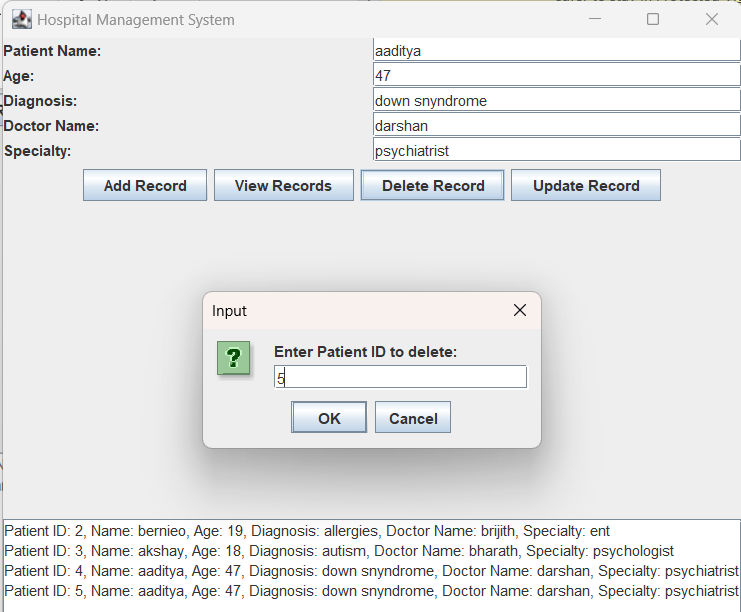 Hospital Management System
Patient Name: aaditya
Age: 47
Diagnosis: down snyndrome
Doctor Name: darshan
Specialty: psychiatrist
Add Record View Records Delete Record Update Record
Input
Enter Patient ID to delete:
5
OK Cancel
Patient ID: 2, Name: bernieo, Age: 19, Diagnosis: allergies, Doctor Name: brijith, Specialty: ent
Patient ID: 3, Name: akshay, Age: 18, Diagnosis: autism, Doctor Name: bharath, Specialty: psychologist
Patient ID: 4, Name: aaditya, Age: 47, Diagnosis: down snyndrome, Doctor Name: darshan, Specialty: psychiatrist
Patient ID: 5, Name: aaditya, Age: 47, Diagnosis: down snyndrome, Doctor Name: darshan, Specialty: psychiatrist